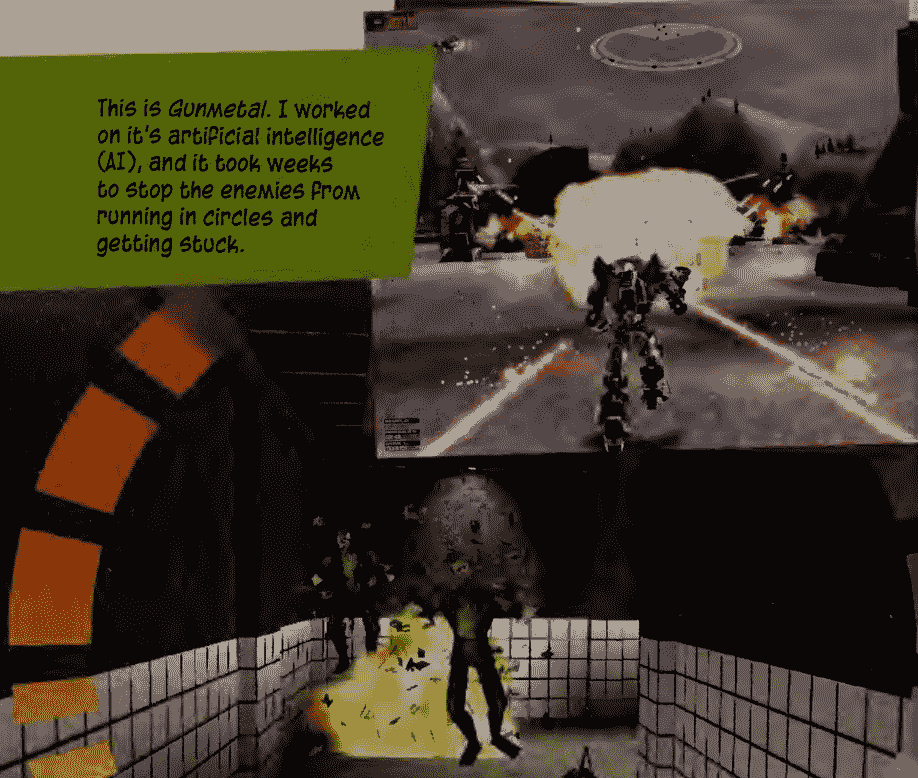 This is Gunmetal. I worked
on it's artificial intelligence
(AI), and it took weeks
to stop the enemies from
running in circles and
getting stuck.